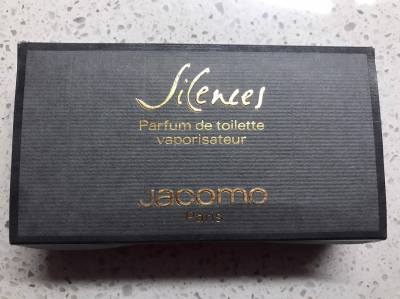 Silences
Parfum de toilette
vaporisateur
Jacomo
Paris